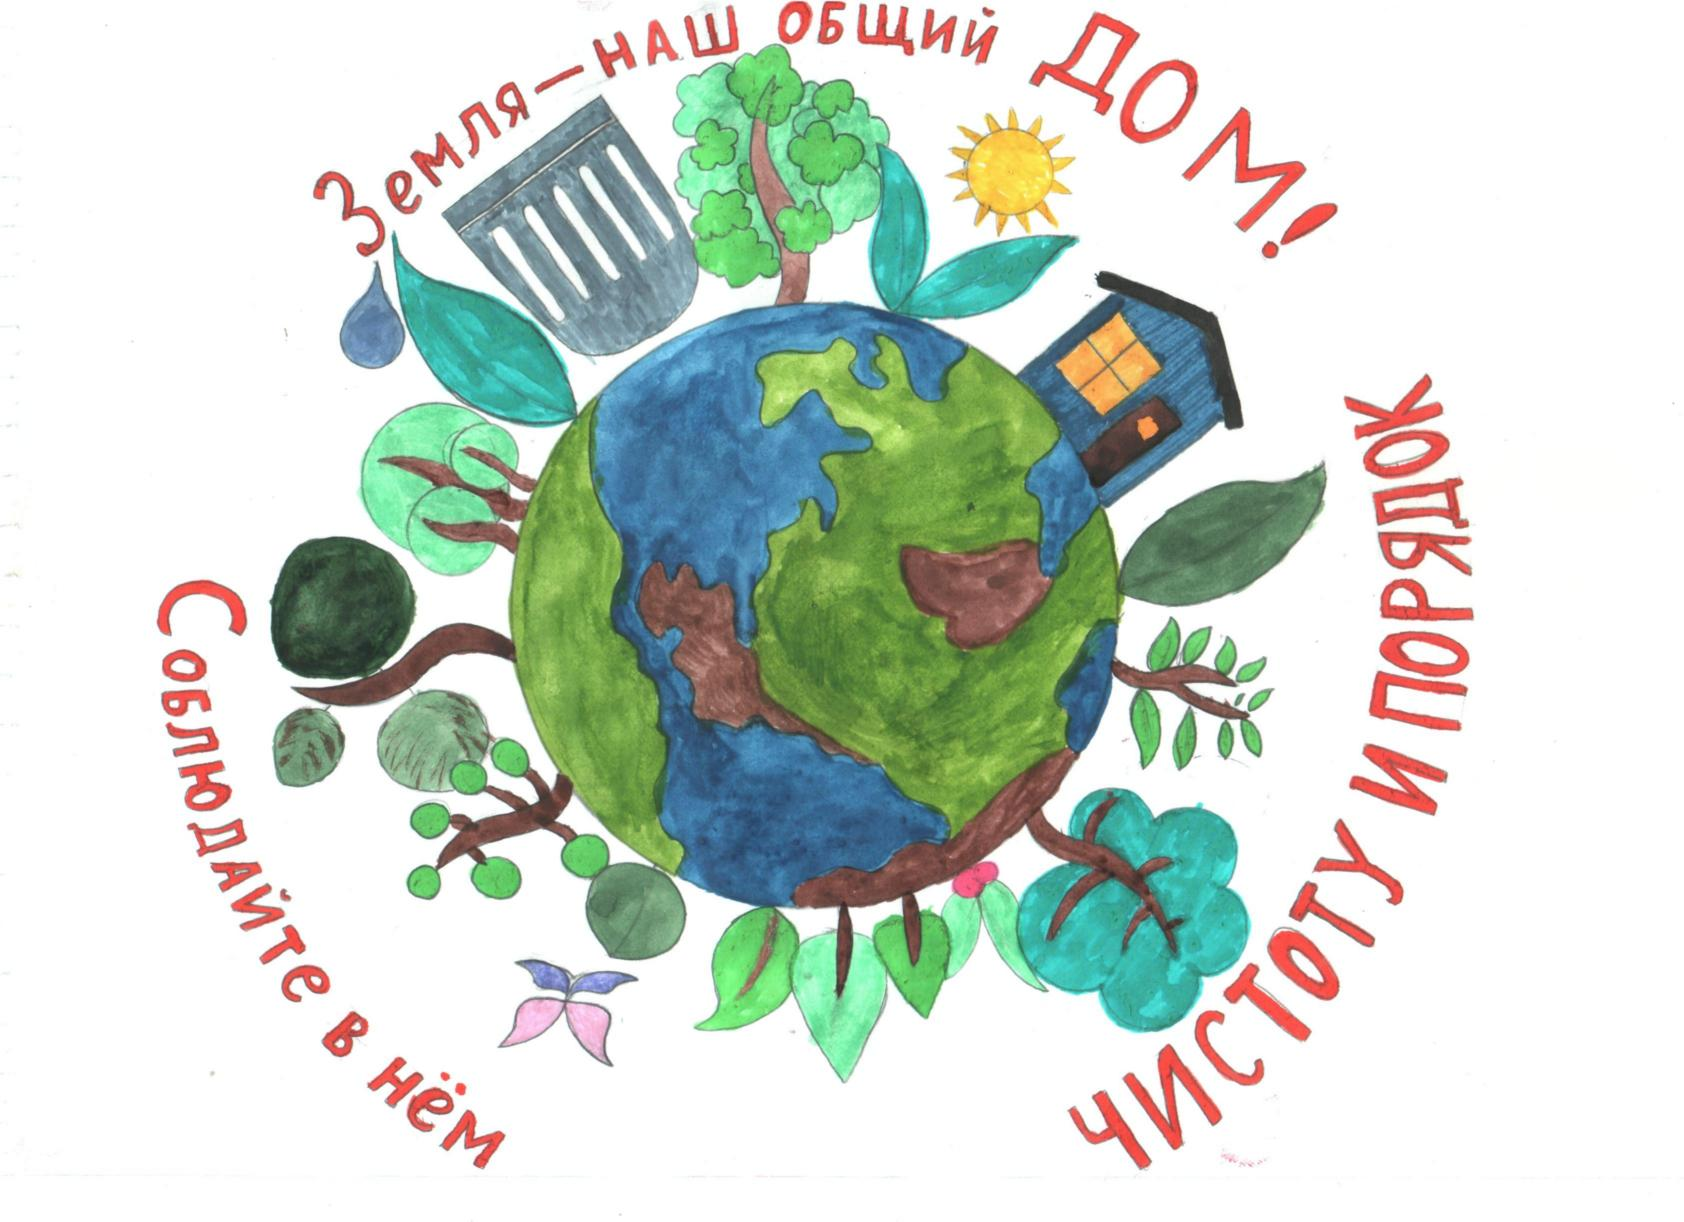 Земля — наш общий ДОМ!
Соблюдайте в нём
ЧИСТОТУ И ПОРЯДОК